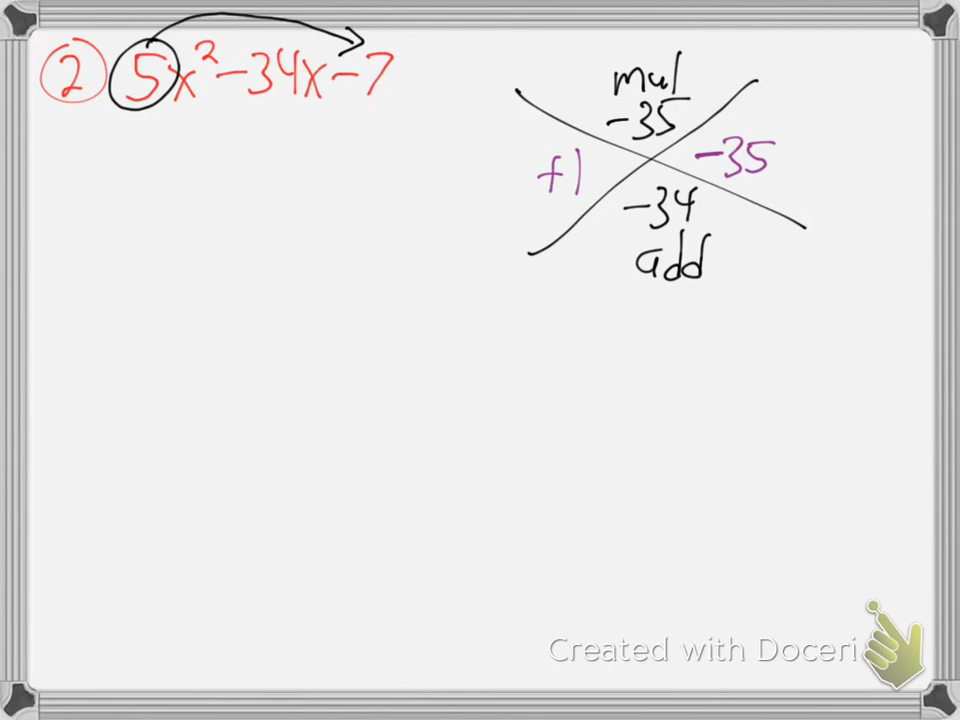 ② 5x² - 34x - 7
mul
-35
+1 -35
-34
add
Created with Doceri